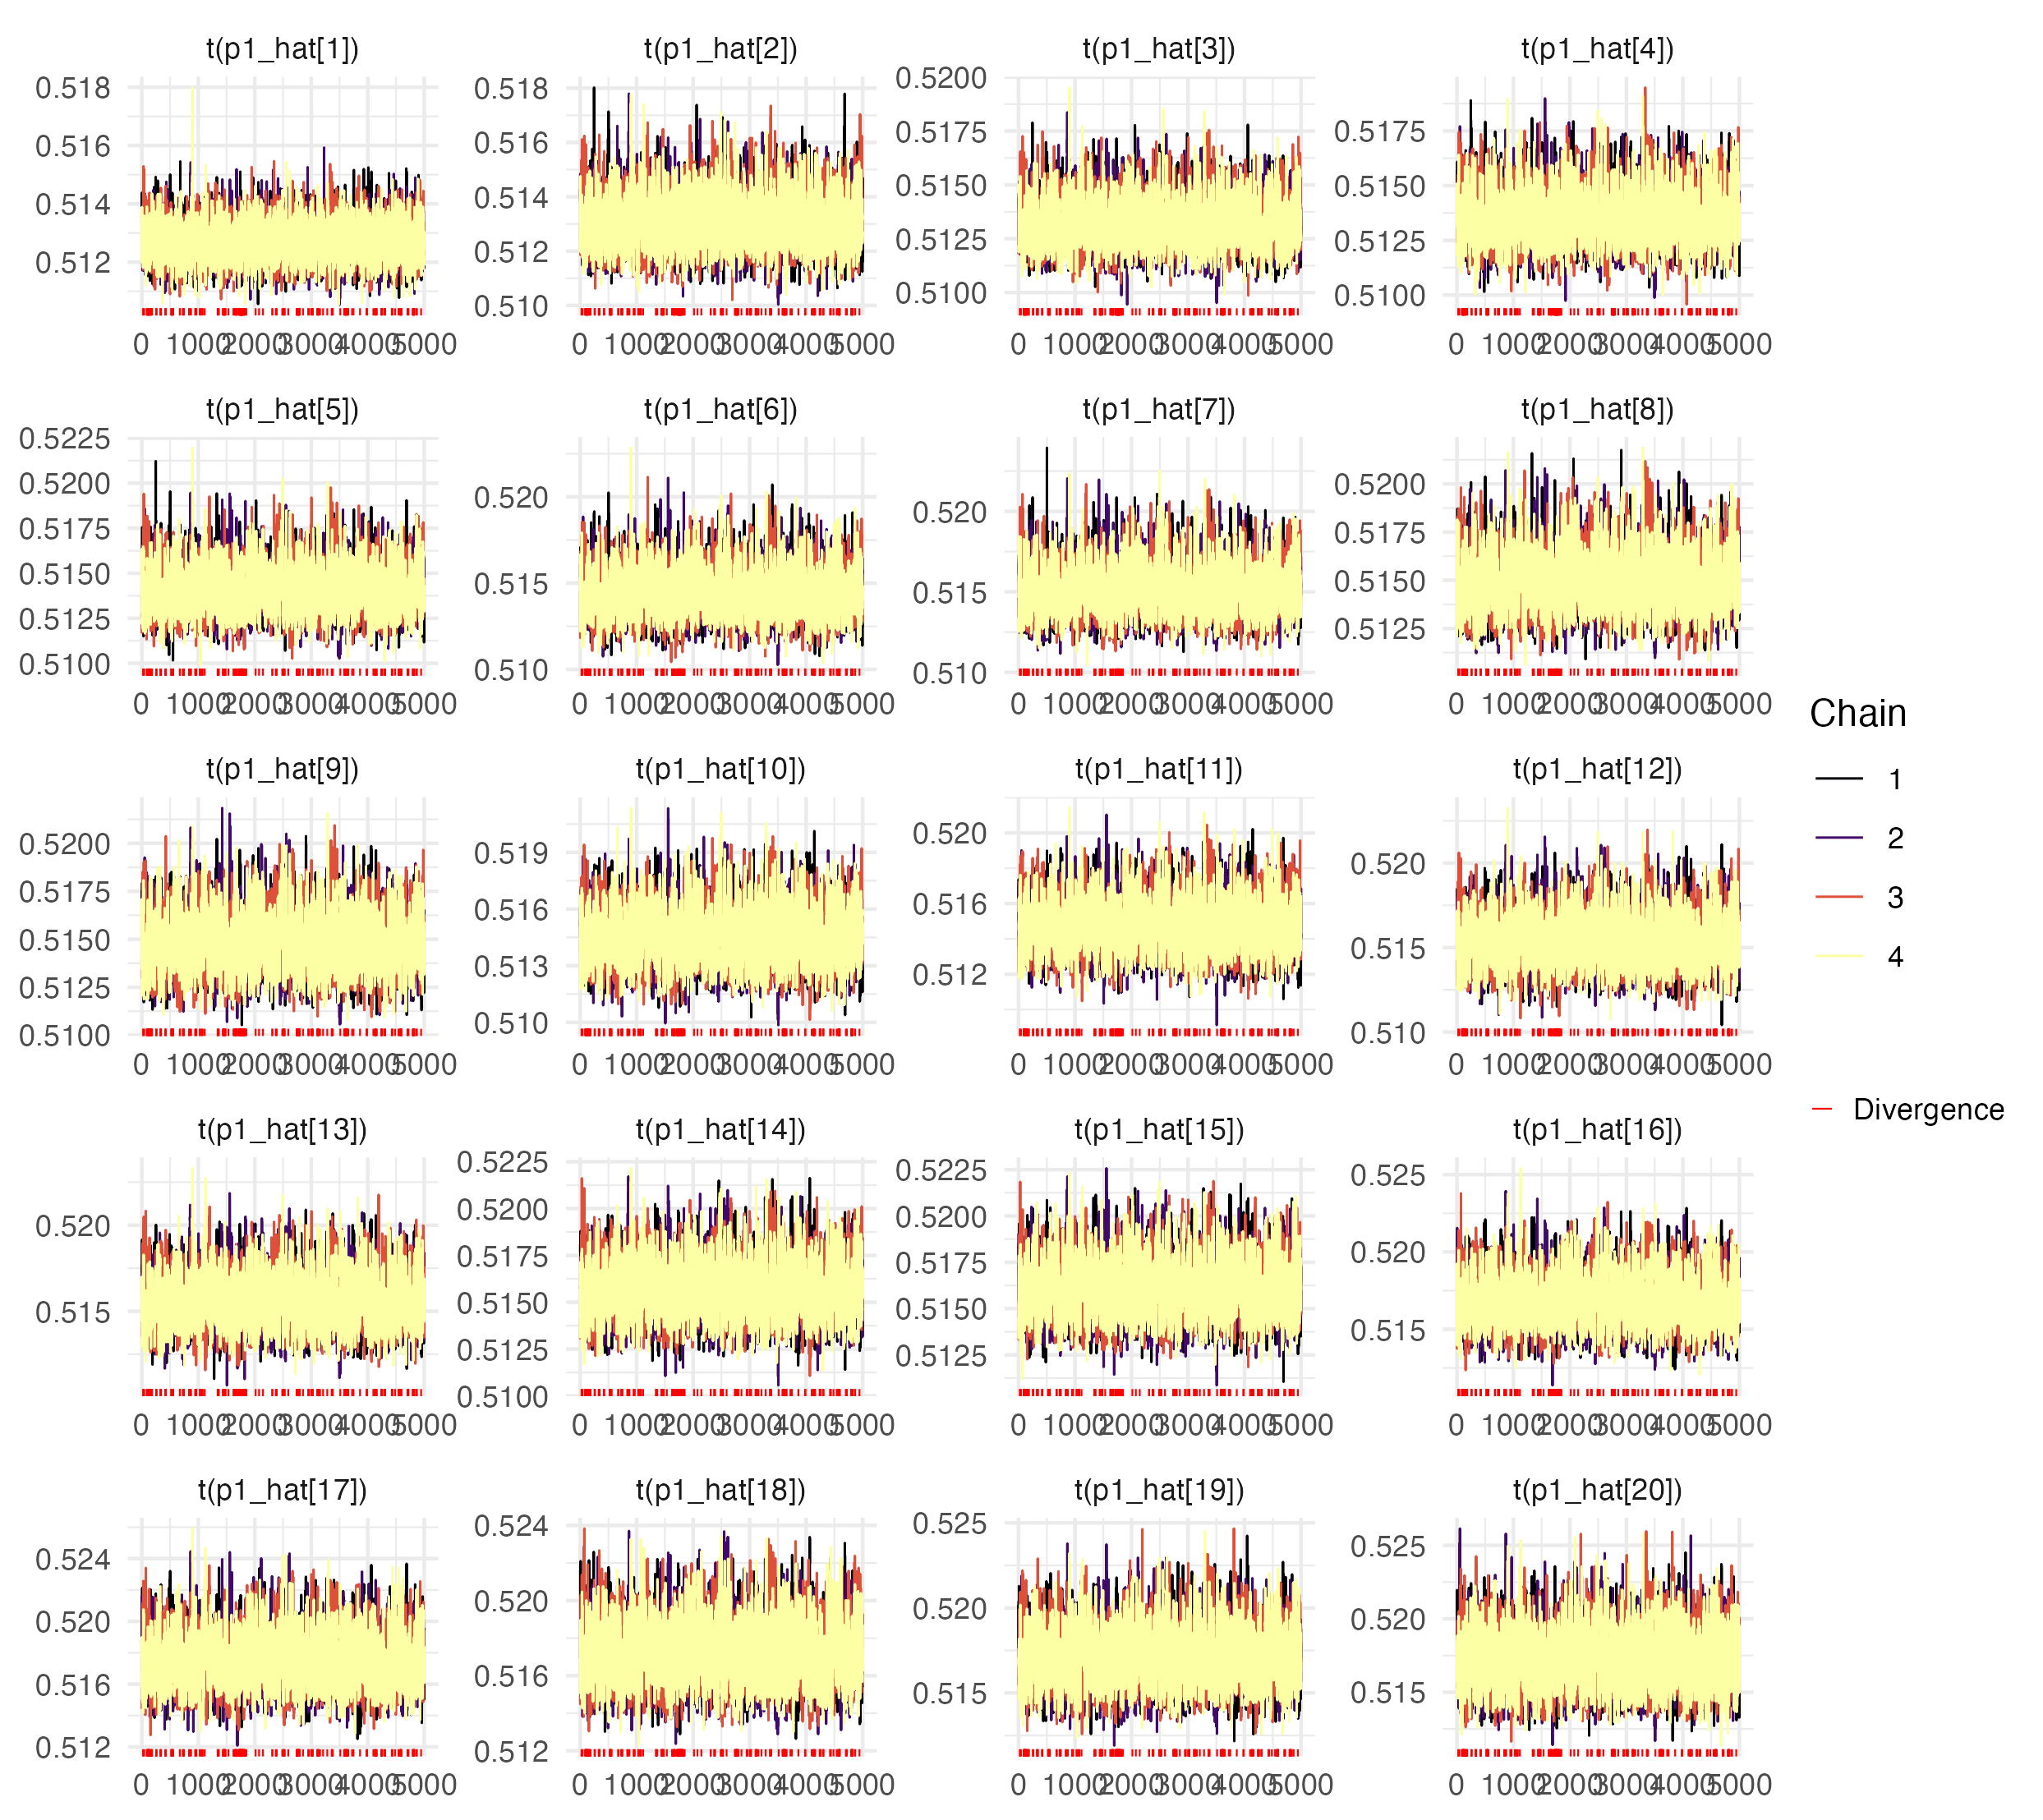 t(p1_hat[1]) t(p1_hat[2]) t(p1_hat[3]) t(p1_hat[4])
0.518 0.516 0.514 0.512
0.518 0.516 0.514 0.512 0.510
0.5200 0.5175 0.5150 0.5125 0.5100
0.5175 0.5150 0.5125 0.5100
0 1000 2000 3000 4000 5000 0 1000 2000 3000 4000 5000 0 1000 2000 3000 4000 5000 0 1000 2000 3000 4000 5000
t(p1_hat[5]) t(p1_hat[6]) t(p1_hat[7]) t(p1_hat[8])
0.5225 0.5200 0.5175 0.5150 0.5125 0.5100
0.520 0.515 0.510
0.520 0.515 0.510
0.5200 0.5175 0.5150 0.5125
0 1000 2000 3000 4000 5000 0 1000 2000 3000 4000 5000 0 1000 2000 3000 4000 5000 0 1000 2000 3000 4000 5000
t(p1_hat[9]) t(p1_hat[10]) t(p1_hat[11]) t(p1_hat[12])
0.5200 0.5175 0.5150 0.5125 0.5100
0.519 0.516 0.513 0.510
0.520 0.516 0.512
0.520 0.515 0.510
0 1000 2000 3000 4000 5000 0 1000 2000 3000 4000 5000 0 1000 2000 3000 4000 5000 0 1000 2000 3000 4000 5000
t(p1_hat[13]) t(p1_hat[14]) t(p1_hat[15]) t(p1_hat[16])
0.520 0.515
0.5225 0.5200 0.5175 0.5150 0.5125 0.5100
0.5225 0.5200 0.5175 0.5150 0.5125
0.525 0.520 0.515
0 1000 2000 3000 4000 5000 0 1000 2000 3000 4000 5000 0 1000 2000 3000 4000 5000 0 1000 2000 3000 4000 5000
t(p1_hat[17]) t(p1_hat[18]) t(p1_hat[19]) t(p1_hat[20])
0.524 0.520 0.516 0.512
0.524 0.520 0.516 0.512
0.525 0.520 0.515
0.525 0.520 0.515
0 1000 2000 3000 4000 5000 0 1000 2000 3000 4000 5000 0 1000 2000 3000 4000 5000 0 1000 2000 3000 4000 5000
Chain
1
2
3
4
Divergence